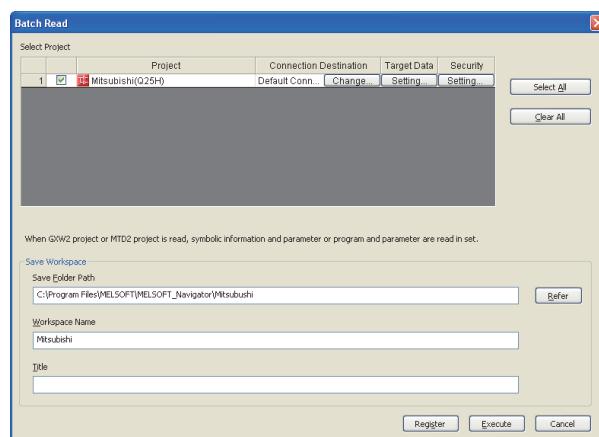 Batch Read
Select Project
Project Connection Destination Target Data Security
1 Mitsubishi(Q25H) Default Conn... Change... Setting... Setting...
Select All
Clear All
When GXW2 project or MTD2 project is read, symbolic information and parameter or program and parameter are read in set.
Save Workspace
Save Folder Path
C:\Program Files\MELSOFT\MELSOFT_Navigator\Mitsubushi
Refer
Workspace Name
Mitsubishi
Title
Register Execute Cancel